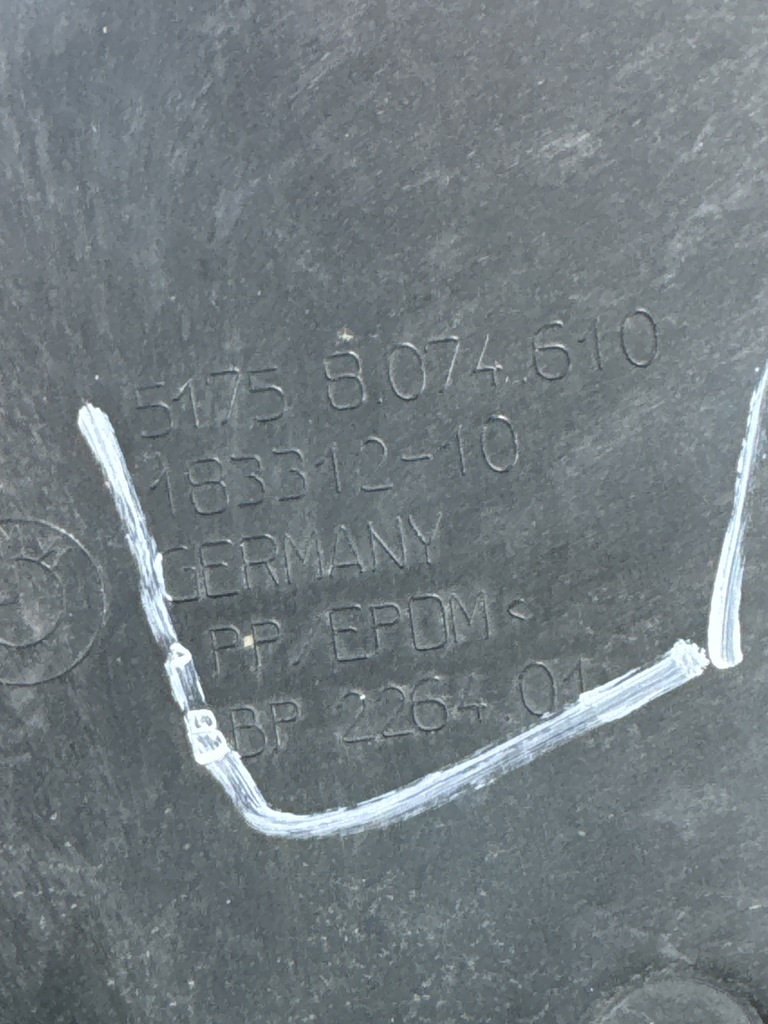 5175 8.074.610
183312-10
GERMANY
PP/EPDM<
BP 2264 01